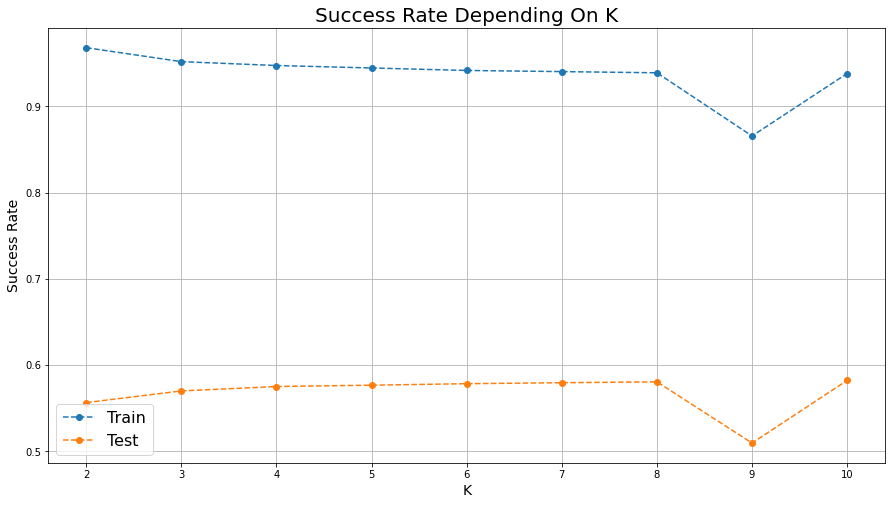 Success Rate Depending On K
Success Rate
0.9
0.8
0.7
0.6
0.5
Train
Test
2 3 4 5 6 7 8 9 10
K